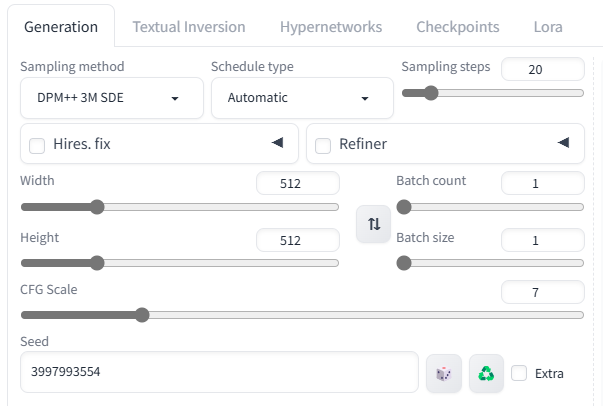 Generation Textual Inversion Hypernetworks Checkpoints Lora
Sampling method Schedule type Sampling steps 20
DPM++ 3M SDE Automatic
Hires. fix Refiner
Width 512 Batch count 1
Height 512 Batch size 1
CFG Scale 7
Seed
3997993554 Extra